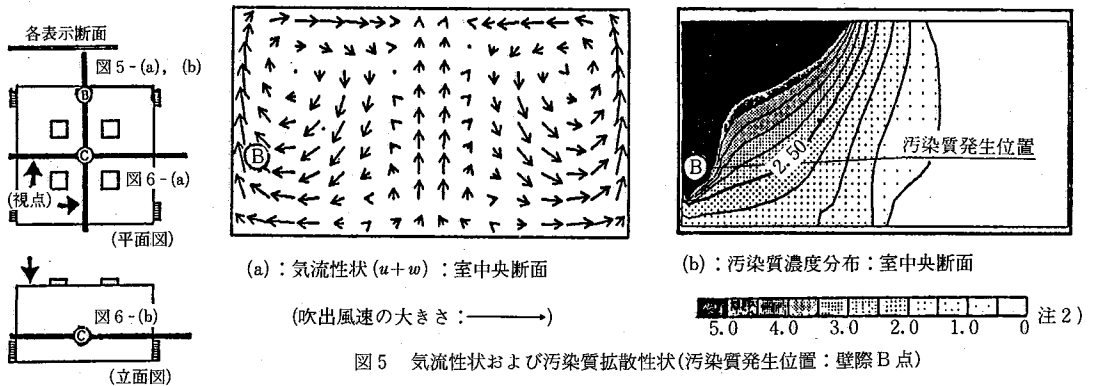 各表示断面
図5-(a), (b)
B
C
図6-(a)
(視点)
(平面図)
図6-(b)
C
(立面図)
B
(a):気流性状(u+w):室中央断面
(吹出風速の大きさ:→)
汚染質発生位置
B
2.50
(b):汚染質濃度分布:室中央断面
5.0 4.0 3.0 2.0 1.0 0 注2)
図5 気流性状および汚染質拡散性状(汚染質発生位置:壁際B点)